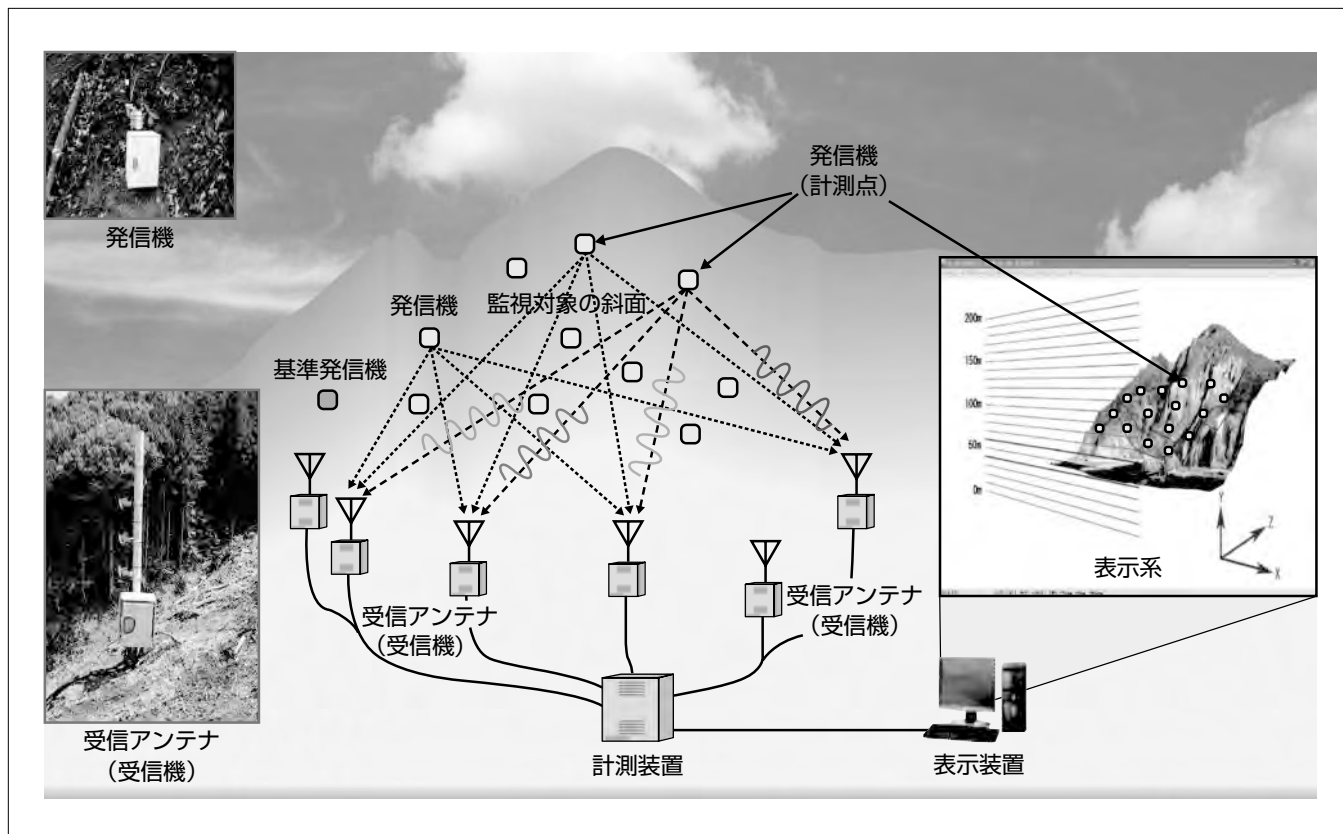 発信機
発信機
（計測点）
発信機
監視対象の斜面
基準発信機
200m
150m
100m
50m
0m
Y
Z
X
表示系
受信アンテナ
（受信機）
受信アンテナ
（受信機）
受信アンテナ
（受信機）
計測装置
表示装置